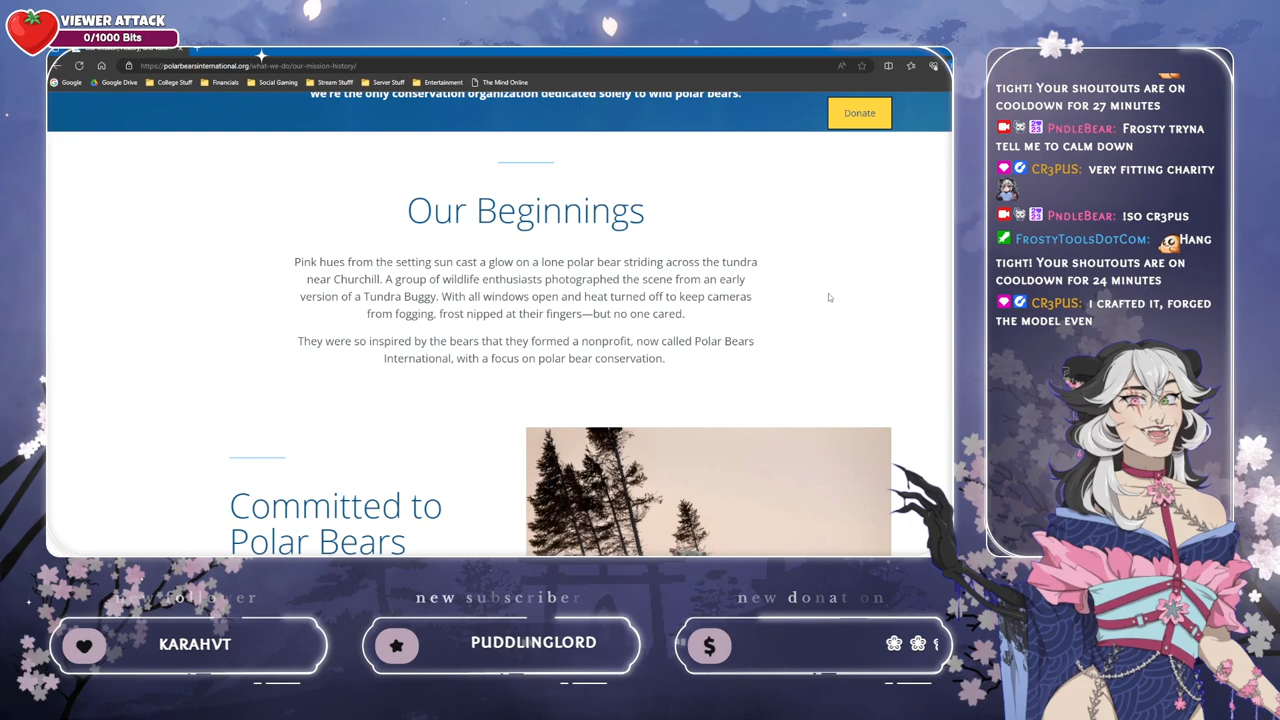 VIEWER ATTACK
0/1000 Bits
https://polarbearsinternational.org/what-we-do/our-mission-history/
Google
Google Drive
College Stuff
Financials
Social Gaming
Stream Stufff
Server Stuff
Entertainment
The Mind Online
we're the only conservation organization dedicated solely to wild polar bears.
Donate
Our Beginnings
Pink hues from the setting sun cast a glow on a lone polar bear striding across the tundra
near Churchill. A group of wildlife enthusiasts photographed the scene from an early
version of a Tundra Buggy. With all windows open and heat turned off to keep cameras
from fogging, frost nipped at their fingers—but no one cared.
They were so inspired by the bears that they formed a nonprofit, now called Polar Bears
International, with a focus on polar bear conservation.
Committed to
Polar Bears
TIGHT! YOUR SHOUTOUTS ARE ON
COOLDOWN FOR 27 MINUTES
PNDLEBEAR: FROSTY TRYNA
TELL ME TO CALM DOWN
CR3PUS: VERY FITTING CHARITY
PNDLEBEAR: !SO CR3PUS
FROSTYTOOLSDOTCOM: HANG
TIGHT! YOUR SHOUTOUTS ARE ON
COOLDOWN FOR 24 MINUTES
CR3PUS: I CRAFTED IT, FORGED
THE MODEL EVEN
new follower
KARAHVT
new subscriber
PUDDLINGLORD
new donat on
$